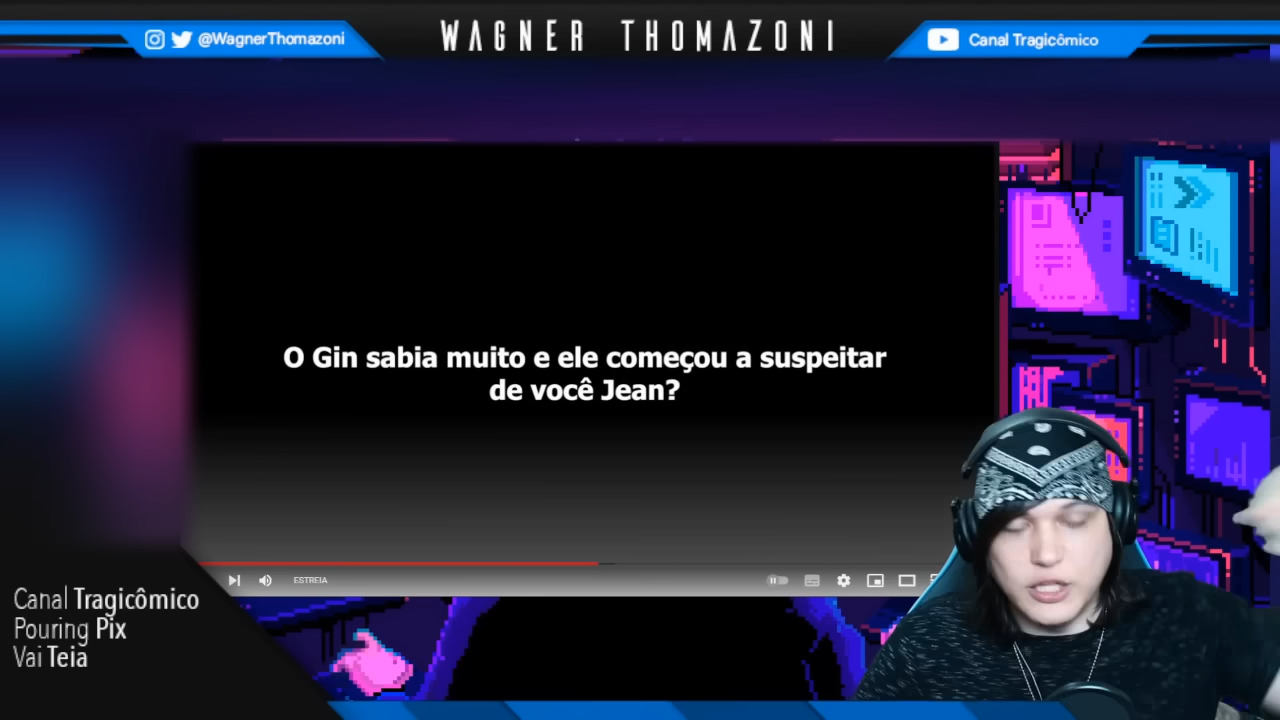 @WagnerThomazoni
WAGNER THOMAZONI
Canal Tragicômico
O Gin sabia muito e ele começou a suspeitar
de você Jean?
ESTREIA
Canal Tragicômico
Pouring Pix
Vai Teia